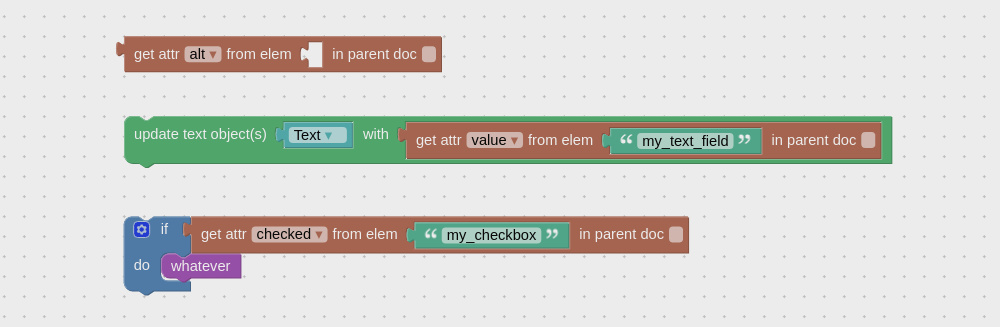 get attr alt ▾ from elem in parent doc
update text object(s) Text ▾ with get attr value ▾ from elem “ my_text_field ” in parent doc
if get attr checked ▾ from elem “ my_checkbox ” in parent doc
do whatever